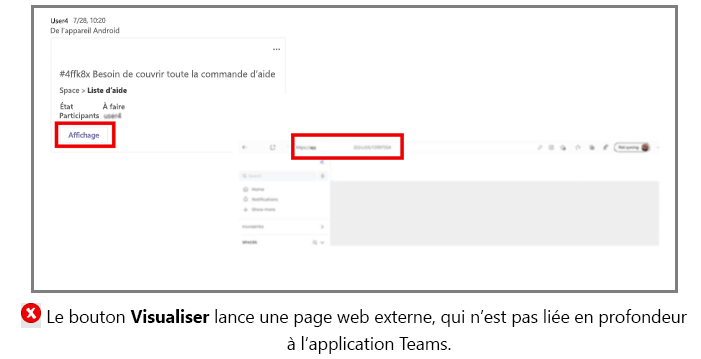 User4 7/28, 10:20
De l'appareil Android
...
#4ffk8x Besoin de couvrir toute la commande d'aide
Space > Liste d'aide
État À faire
Participants user4
Affichage
Search
Home
Notifications
Show more
FAVORITES
SPACES
Le bouton Visualiser lance une page web externe, qui n'est pas liée en profondeur
à l'application Teams.